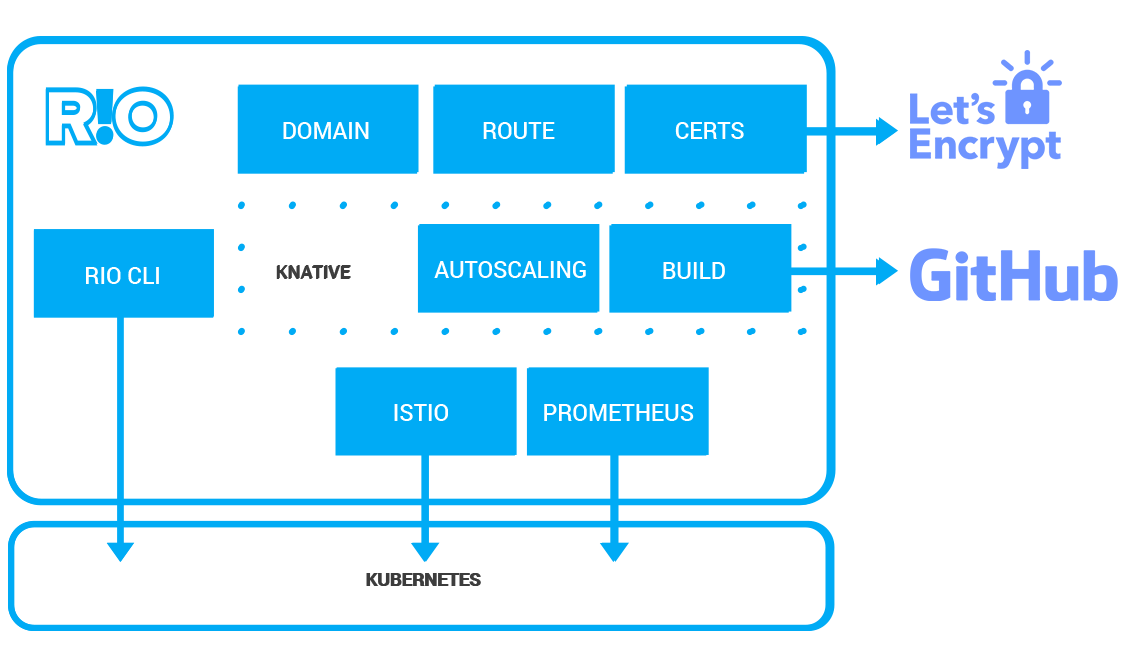 R!O
DOMAIN
ROUTE
CERTS
Let's
Encrypt
RIO CLI
KNATIVE
AUTOSCALING
BUILD
GitHub
ISTIO
PROMETHEUS
KUBERNETES